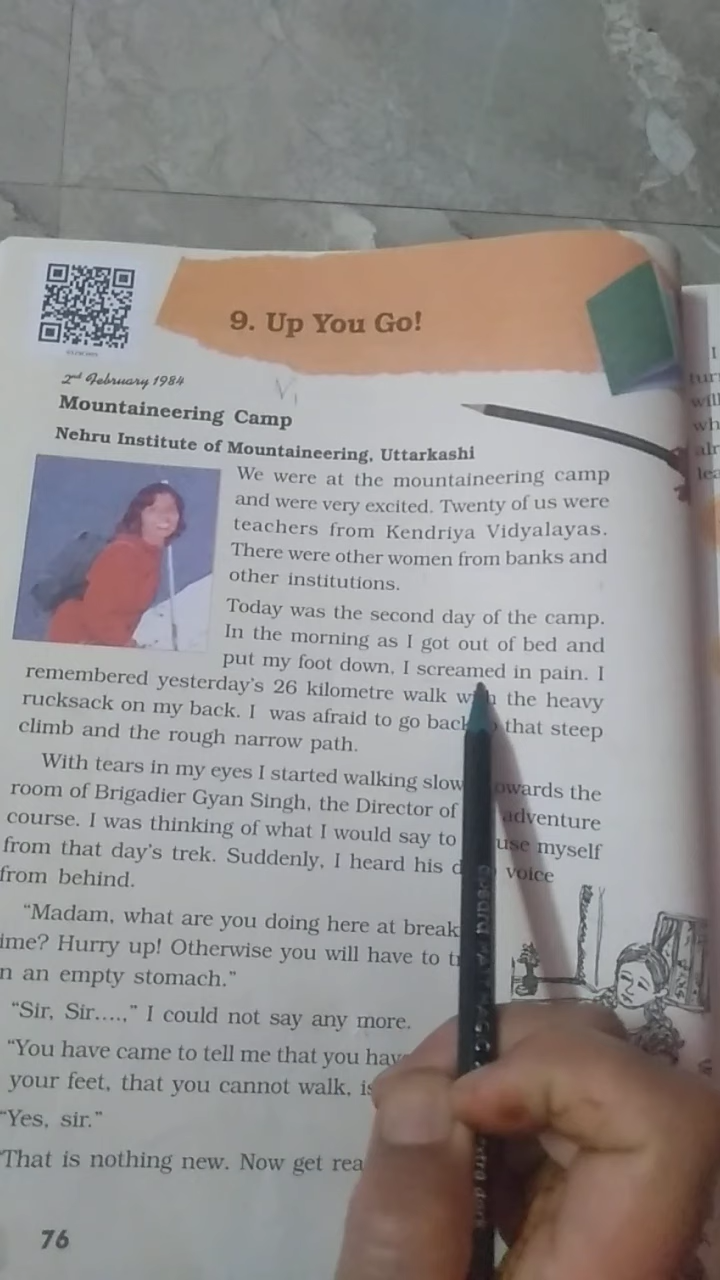 9. Up You Go!
2nd February 1984
Mountaineering Camp
Nehru Institute of Mountaineering, Uttarkashi
We were at the mountaineering camp
and were very excited. Twenty of us were
teachers from Kendriya Vidyalayas.
There were other women from banks and
other institutions.
Today was the second day of the camp.
In the morning as I got out of bed and
put my foot down, I screamed in pain. I
remembered yesterday's 26 kilometre walk the heavy
rucksack on my back. I was afraid to go back that steep
climb and the rough narrow path.
With tears in my eyes I started walking slow owards the
room of Brigadier Gyan Singh, the Director of adventure
course. I was thinking of what I would say to use myself
from that day's trek. Suddenly, I heard his d voice
from behind.
"Madam, what are you doing here at break
ime? Hurry up! Otherwise you will have to t
n an empty stomach."
"Sir, Sir....," I could not say any more.
"You have came to tell me that you hav
your feet, that you cannot walk, is
"Yes, sir."
That is nothing new. Now get rea
76